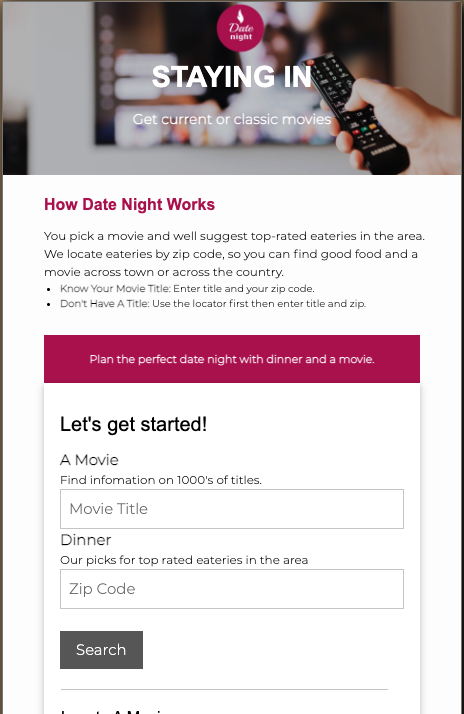 Date
night
STAYING IN
Get current or classic movies
How Date Night Works
You pick a movie and well suggest top-rated eateries in the area.
We locate eateries by zip code, so you can find good food and a
movie across town or across the country.
Know Your Movie Title: Enter title and your zip code.
Don't Have A Title: Use the locator first then enter title and zip.
Plan the perfect date night with dinner and a movie.
Let's get started!
A Movie
Find infomation on 1000's of titles.
Movie Title
Dinner
Our picks for top rated eateries in the area
Zip Code
Search